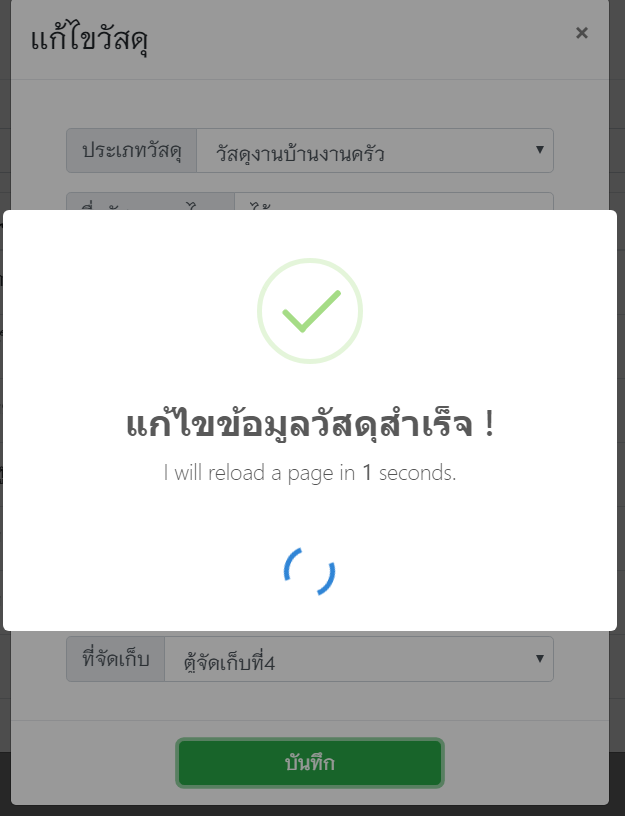 แก้ไขวัสดุ
×
ประเภทวัสดุ วัสดุงานบ้านงานครัว
แก้ไขข้อมูลวัสดุสำเร็จ !
I will reload a page in 1 seconds.
ที่จัดเก็บ ตู้จัดเก็บที่4
บันทึก